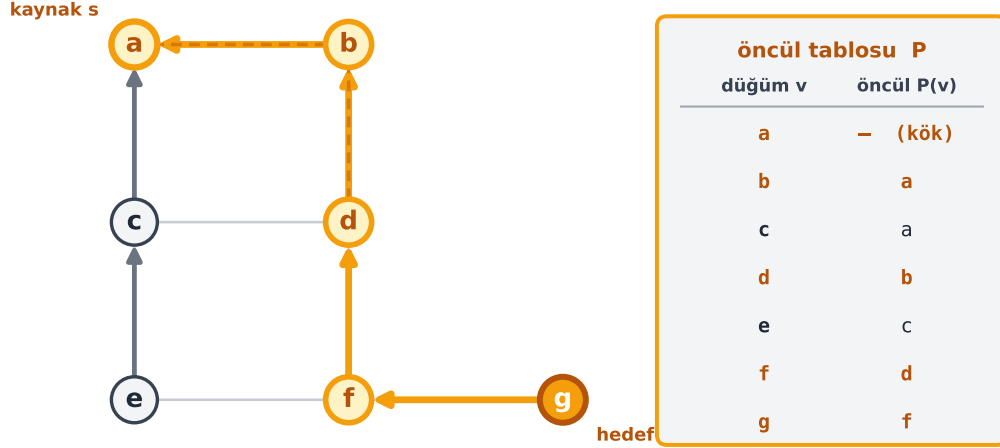 kaynak s
a
b
c
d
e
f
g
hedef
öncül tablosu P
düğüm v öncül P(v)
a — (kök)
b a
c a
d b
e c
f d
g f